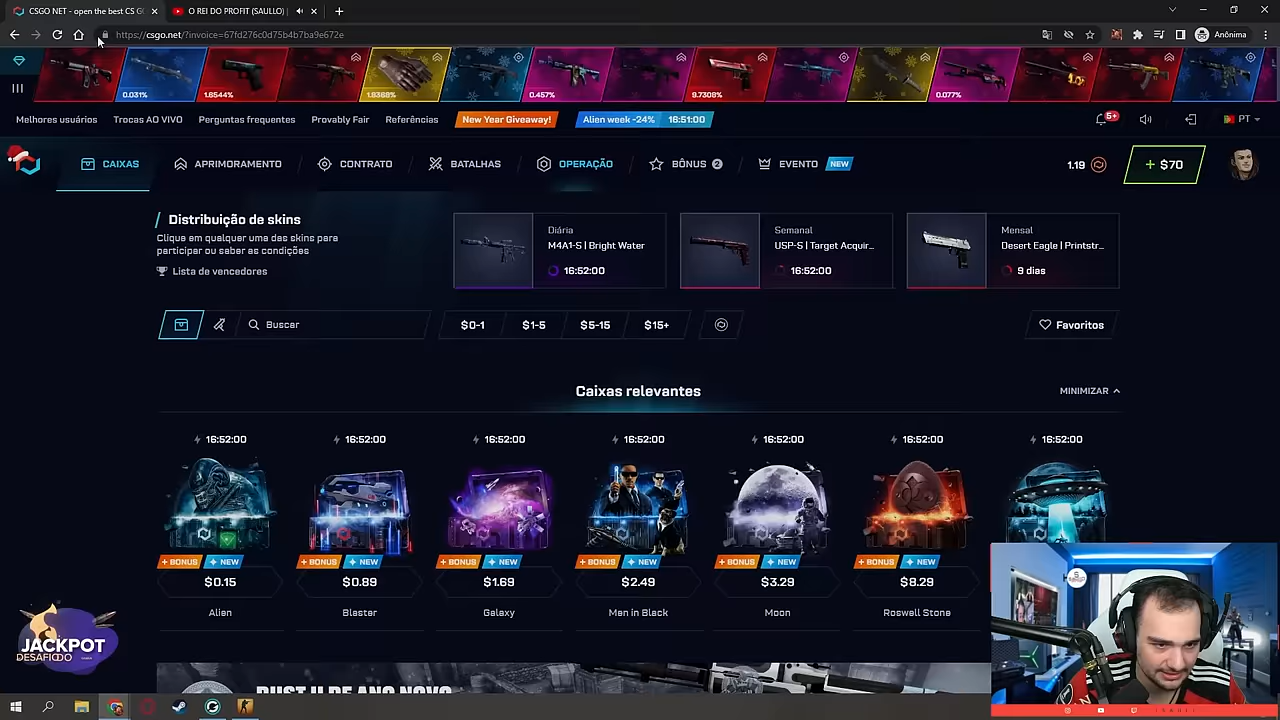 CSGO NET - open the best CS G
O REI DO PROFIT (SAULLO) |
https://csgo.net/?invoice=67fd276c0d75b4b7ba9e672e
Anônima
0.031%
1.6544%
1.9369%
0.457%
9.7308%
0.077%
Melhores usuários
Trocas AO VIVO
Perguntas frequentes
Provably Fair
Referências
New Year Giveaway!
Alien week -24%
16:51:00
5+
PT
CAIXAS
APRIMORAMENTO
CONTRATO
BATALHAS
OPERAÇÃO
BÔNUS 2
EVENTO NEW
1.19
+ $70
Distribuição de skins
Clique em qualquer uma das skins para
participar ou saber as condições
Lista de vencedores
Diária
M4A1-S | Bright Water
16:52:00
Semanal
USP-S | Target Acquir...
16:52:00
Mensal
Desert Eagle | Printstr...
9 dias
Buscar
$0-1
$1-5
$5-15
$15+
Favoritos
Caixas relevantes
MINIMIZAR
16:52:00
16:52:00
16:52:00
16:52:00
16:52:00
16:52:00
16:52:00
+ BONUS NEW
+ BONUS NEW
+ BONUS NEW
+ BONUS NEW
+ BONUS NEW
+ BONUS NEW
$0.15
$0.89
$1.69
$2.49
$3.29
$8.29
Alien
Blaster
Galaxy
Men in Black
Moon
Roswell Stone
JACKPOT
DUST II DE ANO NOVO